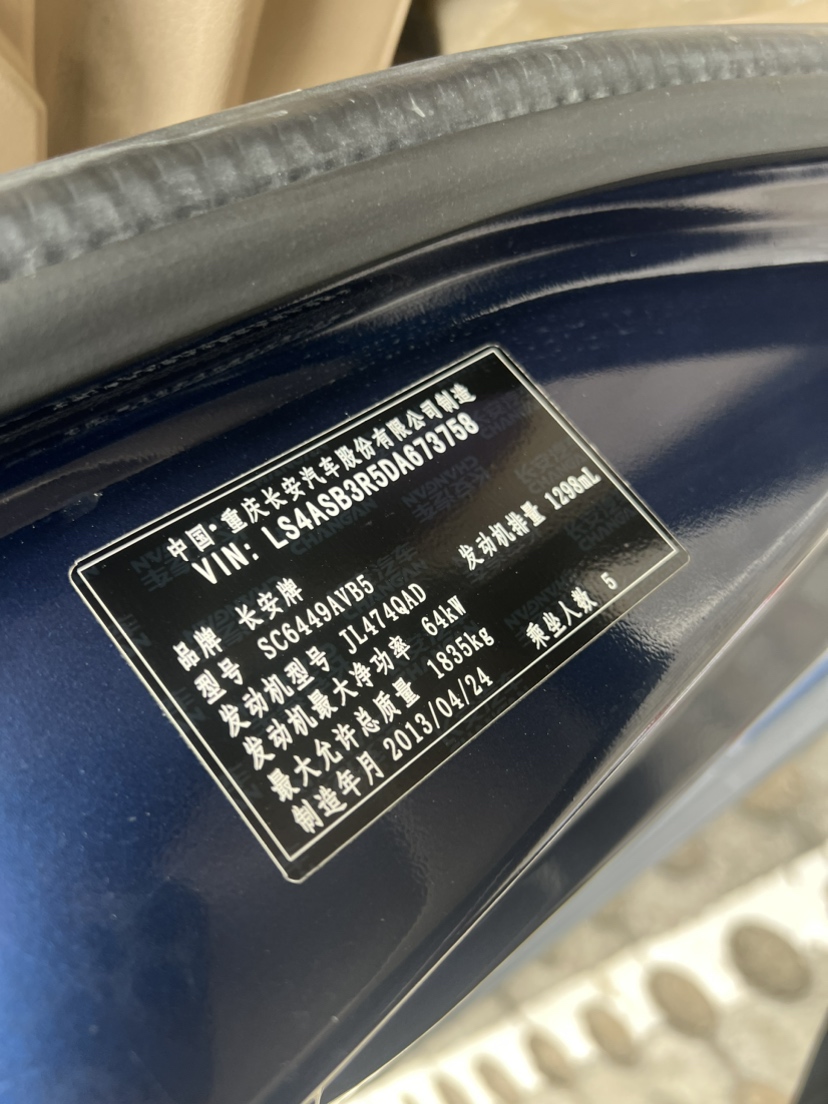 中国·重庆长安汽车股份有限公司制造
VIN: LS4ASB3R5DA673758
品牌 长安牌
型号 SC6449AVB5
发动机型号 JL474QAD 发动机排量 1298mL
发动机最大净功率 64kW
最大允许总质量 1835kg
制造年月 2013/04/24 乘坐人数 5